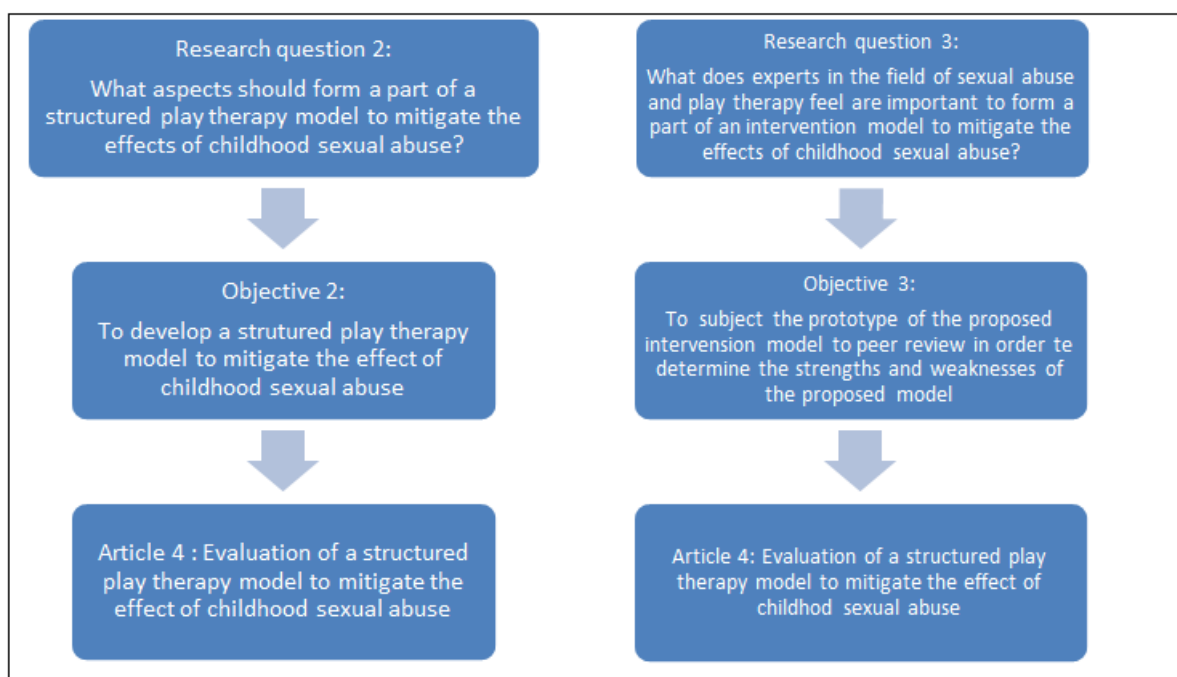 Research question 2:
What aspects should form a part of a
structured play therapy model to mitigate the
effects of childhood sexual abuse?
Objective 2:
To develop a strutured play therapy
model to mitigate the effect of
childhood sexual abuse
Article 4 : Evaluation of a structured
play therapy model to mitigate the
effect of childhood sexual abuse
Research question 3:
What does experts in the field of sexual abuse
and play therapy feel are important to form a
part of an intervention model to mitigate the
effects of childhood sexual abuse?
Objective 3:
To subject the prototype of the proposed
intervension model to peer review in order te
determine the strengths and weaknesses of
the proposed model
Article 4: Evaluation of a structured play
therapy model to mitigate the effect of
childhod sexual abuse